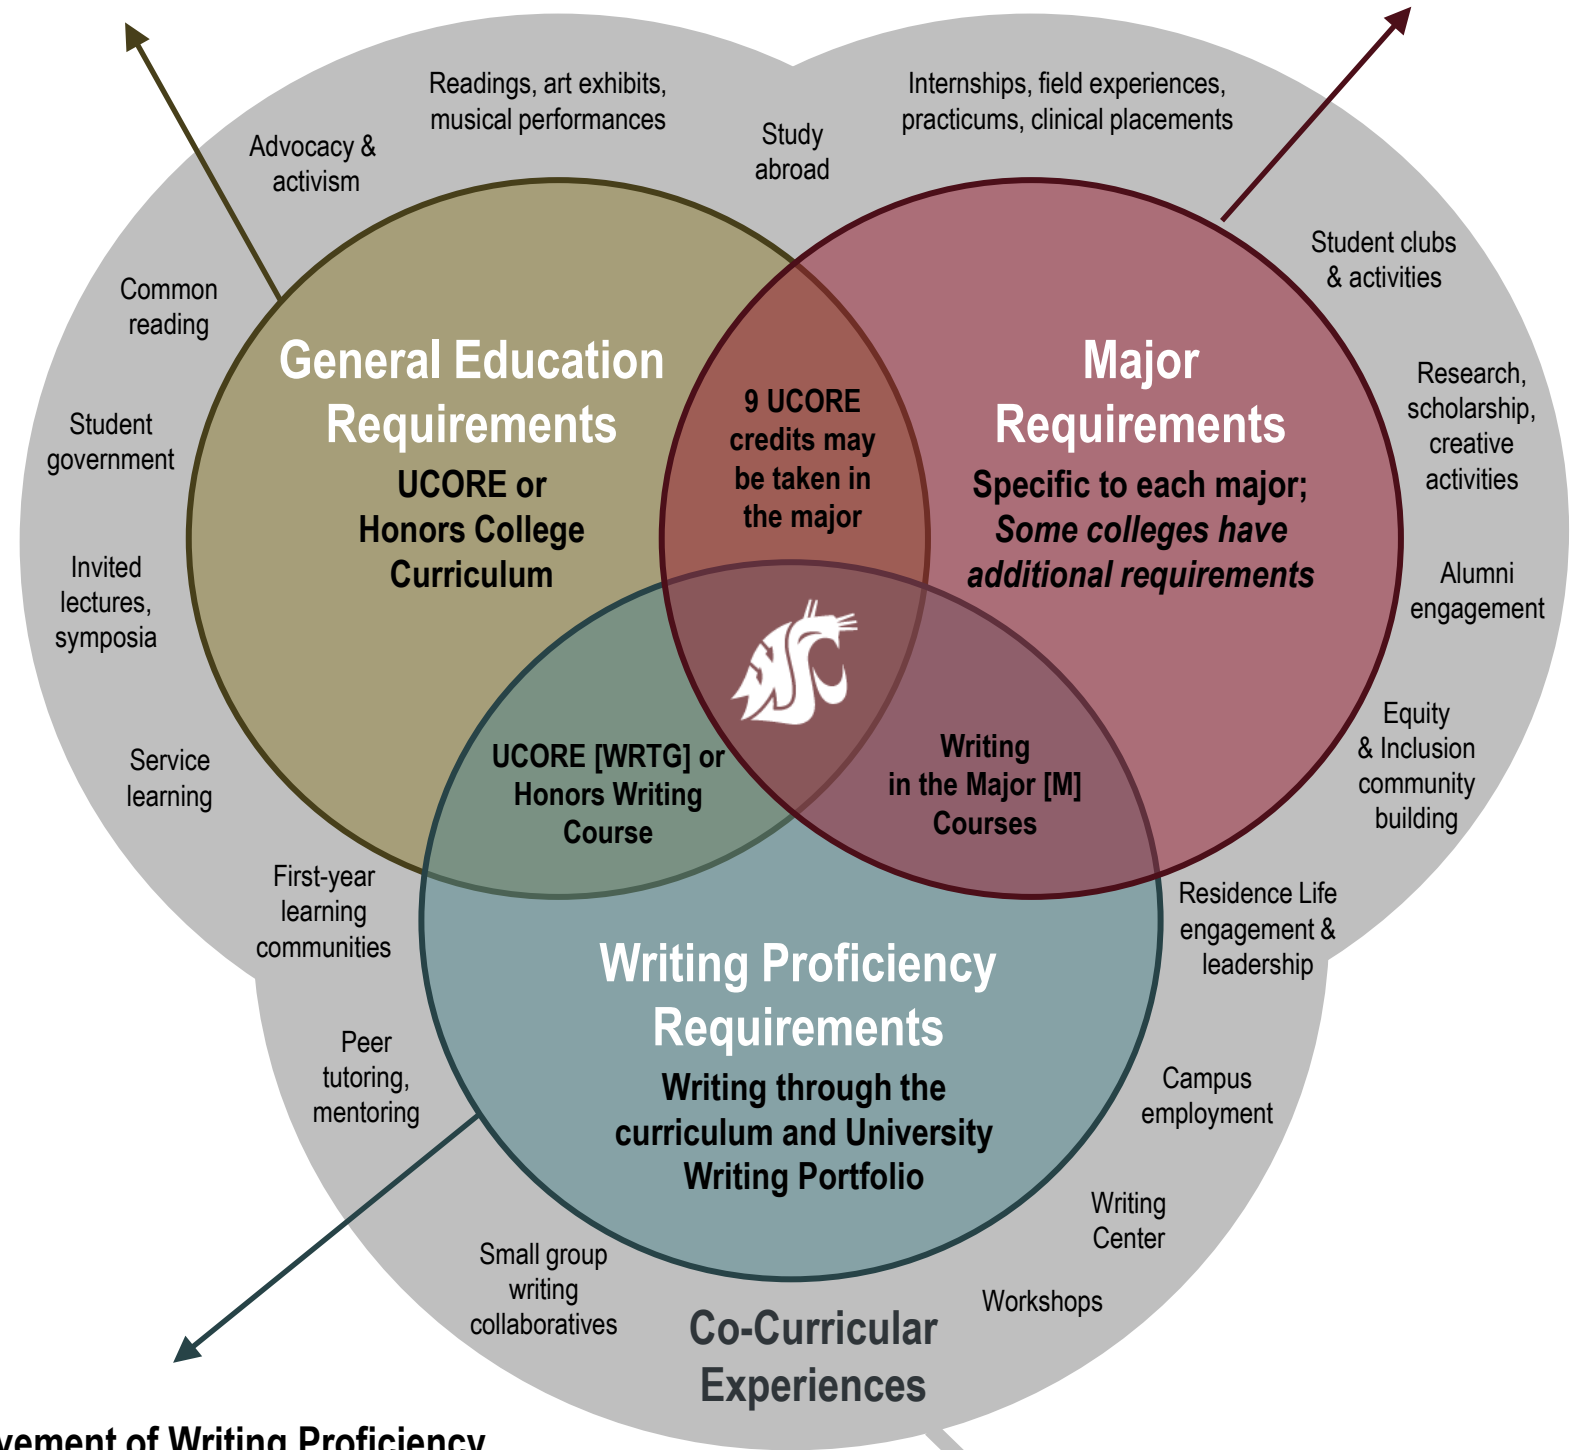 Readings, art exhibits,
musical performances
Internships, field experiences,
practicums, clinical placements
Study
abroad
Advocacy &
activism
Student clubs
& activities
Common
reading
General Education
Requirements
UCORE or
Honors College
Curriculum
9 UCORE
credits may
be taken in
the major
Major
Requirements
Specific to each major;
Some colleges have
additional requirements
Research,
scholarship,
creative
activities
Student
government
Invited
lectures,
symposia
Alumni
engagement
WSC
Equity
& Inclusion
community
building
Service
learning
UCORE [WRTG] or
Honors Writing
Course
Writing
in the Major [M]
Courses
First-year
learning
communities
Residence Life
engagement &
leadership
Writing Proficiency
Requirements
Writing through the
curriculum and University
Writing Portfolio
Peer
tutoring,
mentoring
Campus
employment
Writing
Center
Small group
writing
collaboratives
Workshops
Co-Curricular
Experiences
of Writing Proficiency